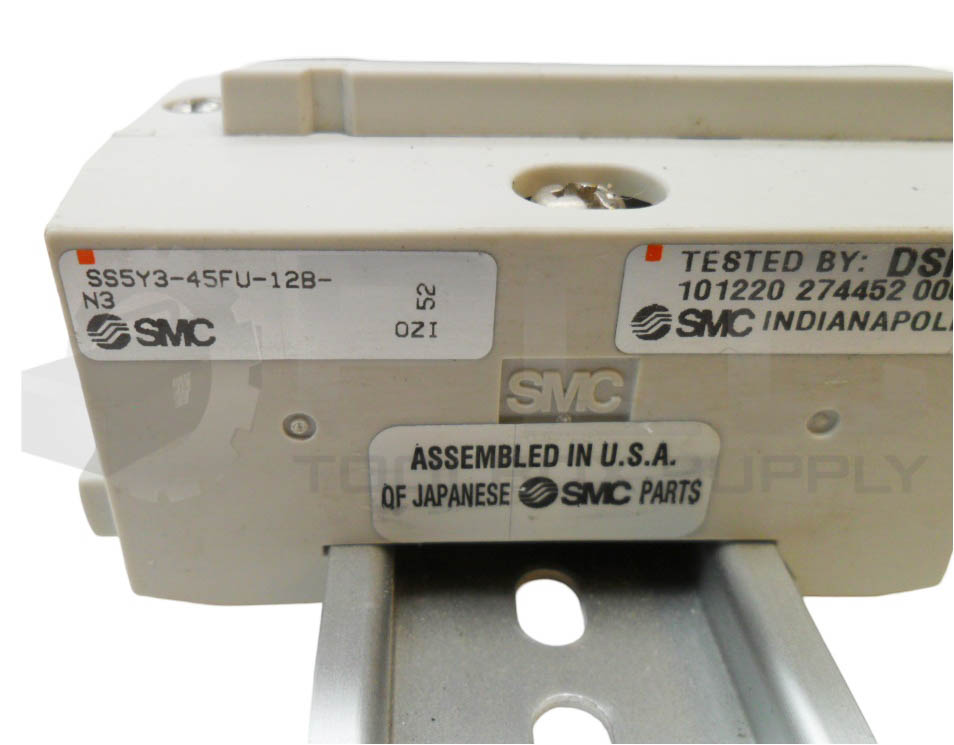 SS5Y3-45FU-12B-
N3
52
SMC
OZI
TESTED BY:
101220 274452
SMC INDIANAPOLI
SMC
ASSEMBLED IN U.S.A.
OF JAPANESE SMC PARTS
SUPPLY